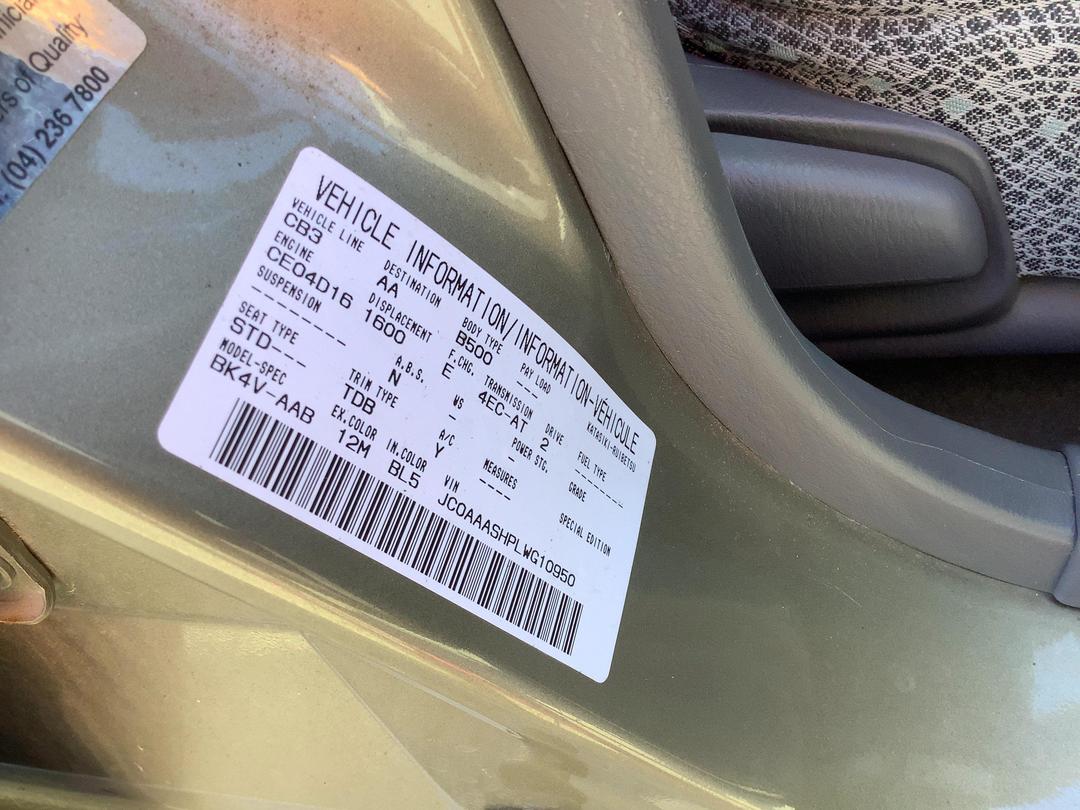 ers of Quality
(04) 236 7800
VEHICLE INFORMATION/INFORMATION-VÉHICULE
VEHICLE LINE DESTINATION BODY TYPE PAY LOAD KATASIKI-RUIBETSU
CB3 AA B500 ---
ENGINE DISPLACEMENT F.CHG. TRANSMISSION DRIVE FUEL TYPE
CE04D16 1600 E 4EC-AT 2 -------
SUSPENSION A.B.S. WS POWER STG. GRADE
-------- N - -
SEAT TYPE TRIM TYPE A/C MEASURES SPECIAL EDITION
STD--- TDB Y ----
MODEL-SPEC EX.COLOR IN.COLOR VIN
BK4V-AAB 12M BL5 JC0AAASHPLWG10950